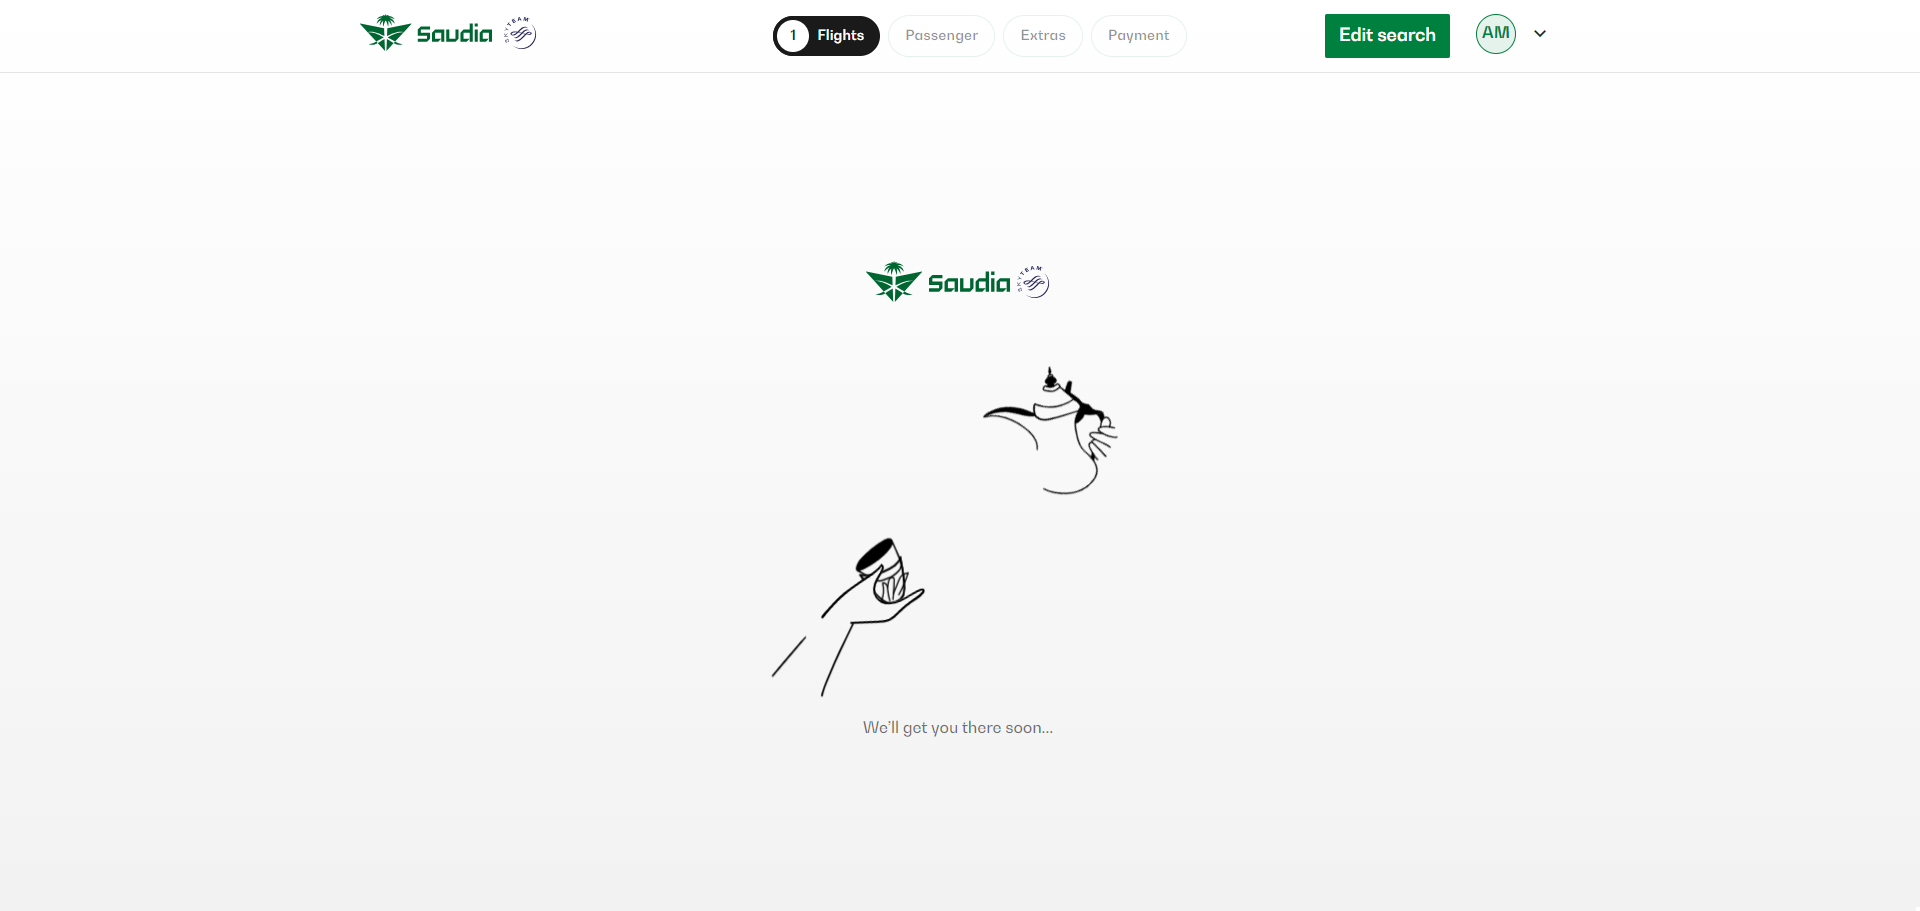 Saudia SKYTEAM
1 Flights Passenger Extras Payment
Edit search AM
Saudia SKYTEAM
We'll get you there soon...